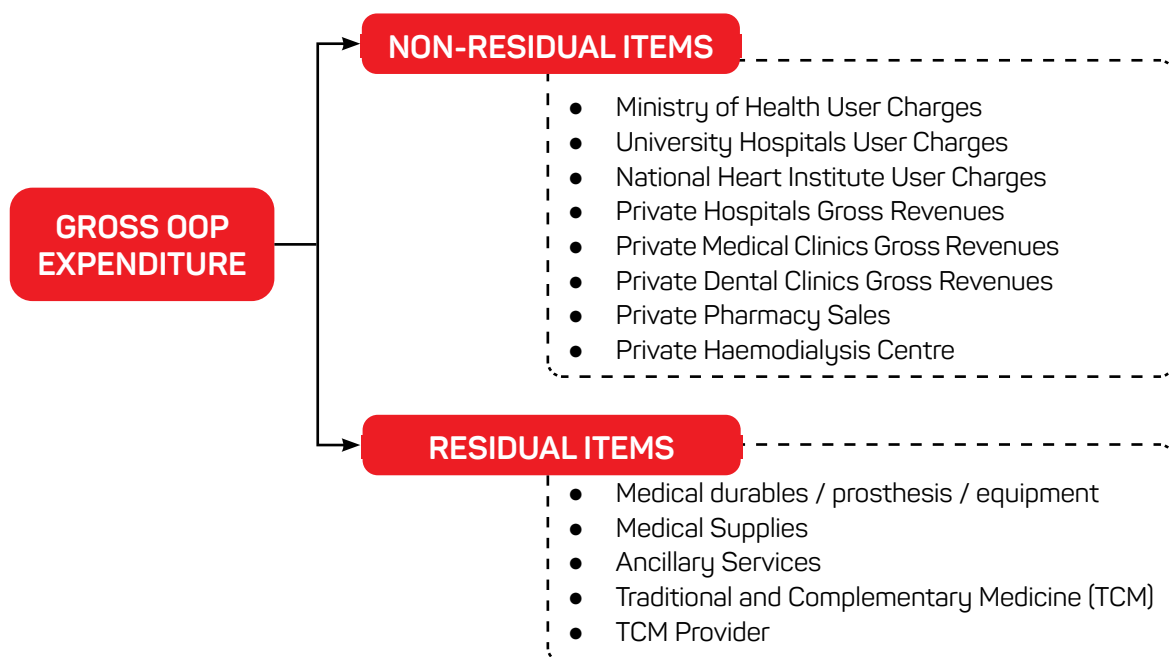 GROSS OOP
EXPENDITURE
NON-RESIDUAL ITEMS
● Ministry of Health User Charges
● University Hospitals User Charges
● National Heart Institute User Charges
● Private Hospitals Gross Revenues
● Private Medical Clinics Gross Revenues
● Private Dental Clinics Gross Revenues
● Private Pharmacy Sales
● Private Haemodialysis Centre
RESIDUAL ITEMS
● Medical durables / prosthesis / equipment
● Medical Supplies
● Ancillary Services
● Traditional and Complementary Medicine (TCM)
● TCM Provider